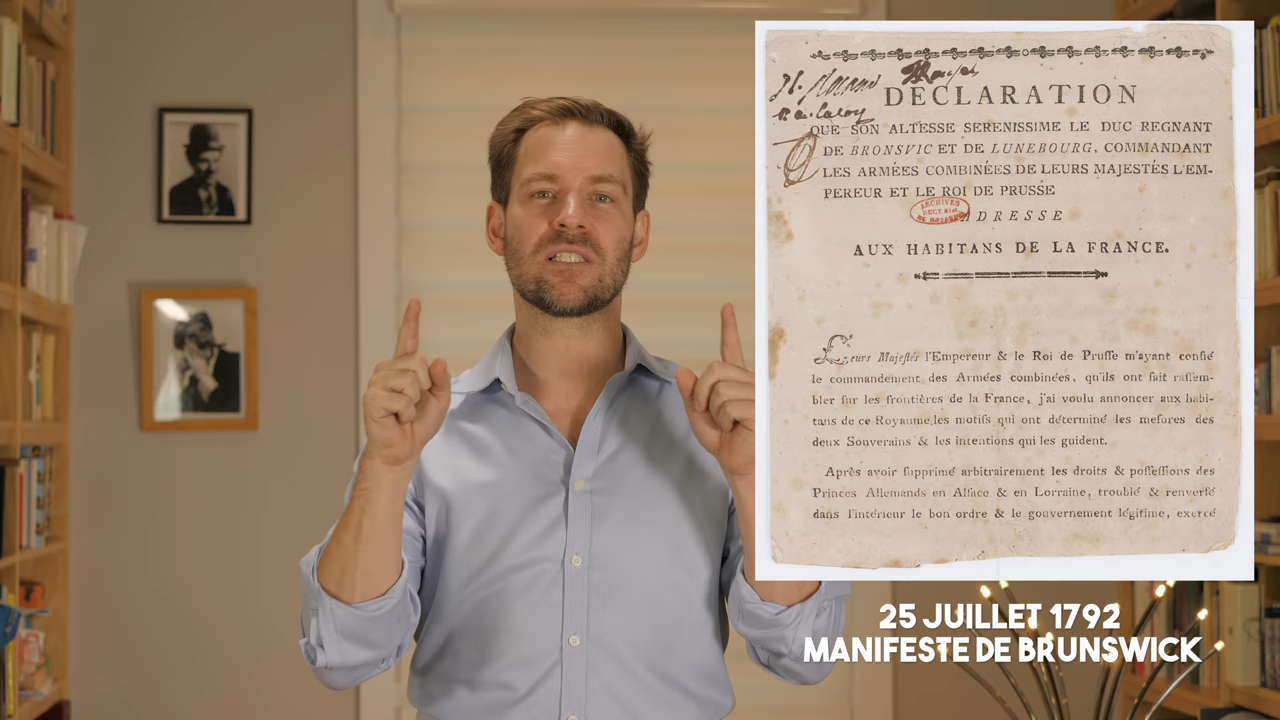 DECLARATION
QUE SON ALTESSE SERENISSIME LE DUC REGNANT
DE BRONSVIC ET DE LUNEBOURG, COMMANDANT
LES ARMÉES COMBINÉES DE LEURS MAJESTÉS L'EM-
PEREUR ET LE ROI DE PRUSSE
ADRESSE
AUX HABITANS DE LA FRANCE.
Leurs Majestés l'Empereur & le Roi de Pruſſe m'ayant confié
le commandement des Armées combinées, qu'ils ont fait raſſem-
bler ſur les frontières de la France, j'ai voulu annoncer aux habi-
tans de ce Royaume, les motifs qui ont déterminé les meſures des
deux Souverains & les intentions qui les guident.
Après avoir ſupprimé arbitrairement les droits & poſſeſſions des
Princes Allemands en Alſace & en Lorraine, troublé & renverſé
dans l'intérieur le bon ordre & le gouvernement légitime, exercé
25 JUILLET 1792
MANIFESTE DE BRUNSWICK